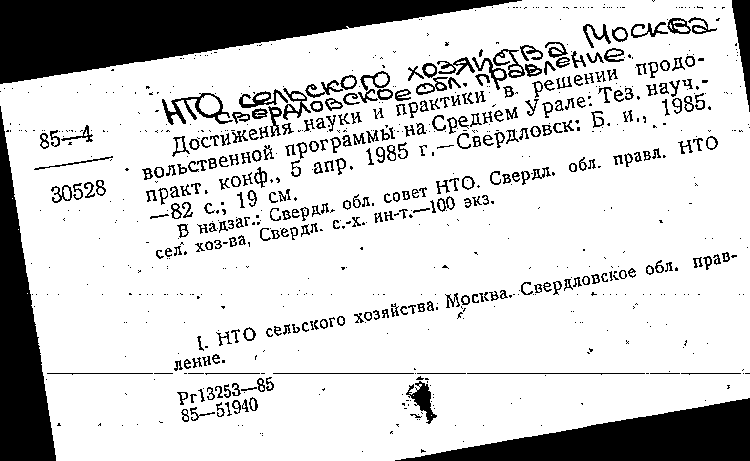 НТО сельского хозяйства. Москва.
Свердловское обл. правление.
85—4
30528
Достижения науки и практики в решении продо-
вольственной программы на Среднем Урале: Тез. науч.-
практ. конф., 5 апр. 1985 г.—Свердловск: Б. и., 1985.
—82 с.; 19 см.
В надзаг.: Свердл. обл. совет НТО. Свердл. обл. правл. НТО
сел. хоз-ва, Свердл. с.-х. ин-т.—100 экз.
I. НТО сельского хозяйства. Москва. Свердловское обл. прав-
ление.
Pr13253—85
85—51940